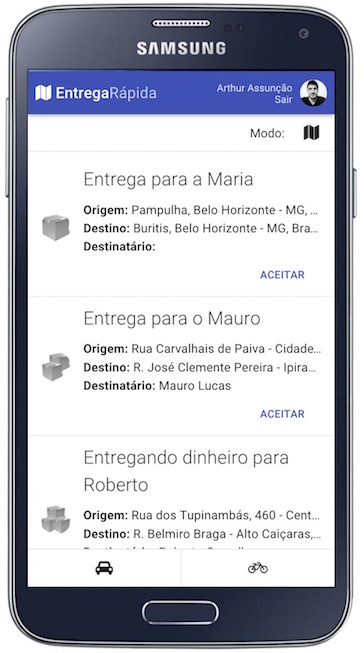 SAMSUNG
EntregaRápida
Arthur Assunção
Sair
Modo:
Entrega para a Maria
Origem: Pampulha, Belo Horizonte - MG, ...
Destino: Buritis, Belo Horizonte - MG, Bra...
Destinatário:
ACEITAR
Entrega para o Mauro
Origem: Rua Carvalhais de Paiva - Cidade...
Destino: R. José Clemente Pereira - Ipira...
Destinatário: Mauro Lucas
ACEITAR
Entregando dinheiro para
Roberto
Origem: Rua dos Tupinambás, 460 - Cent...
Destino: R. Belmiro Braga - Alto Caiçaras,...